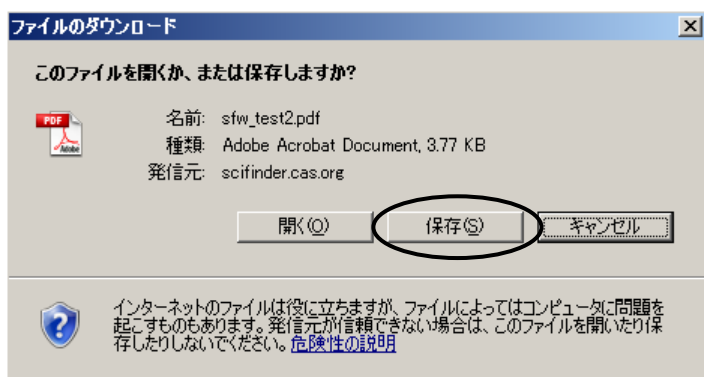 ファイルのダウンロード
このファイルを開くか、または保存しますか?
PDF
Adobe
名前: sfw_test2.pdf
種類: Adobe Acrobat Document, 3.77 KB
発信元: scifinder.cas.org
開く(O) 保存(S) キャンセル
インターネットのファイルは役に立ちますが、ファイルによってはコンピュータに問題を
起こすものもあります。発信元が信頼できない場合は、このファイルを開いたり保
存したりしないでください。危険性の説明